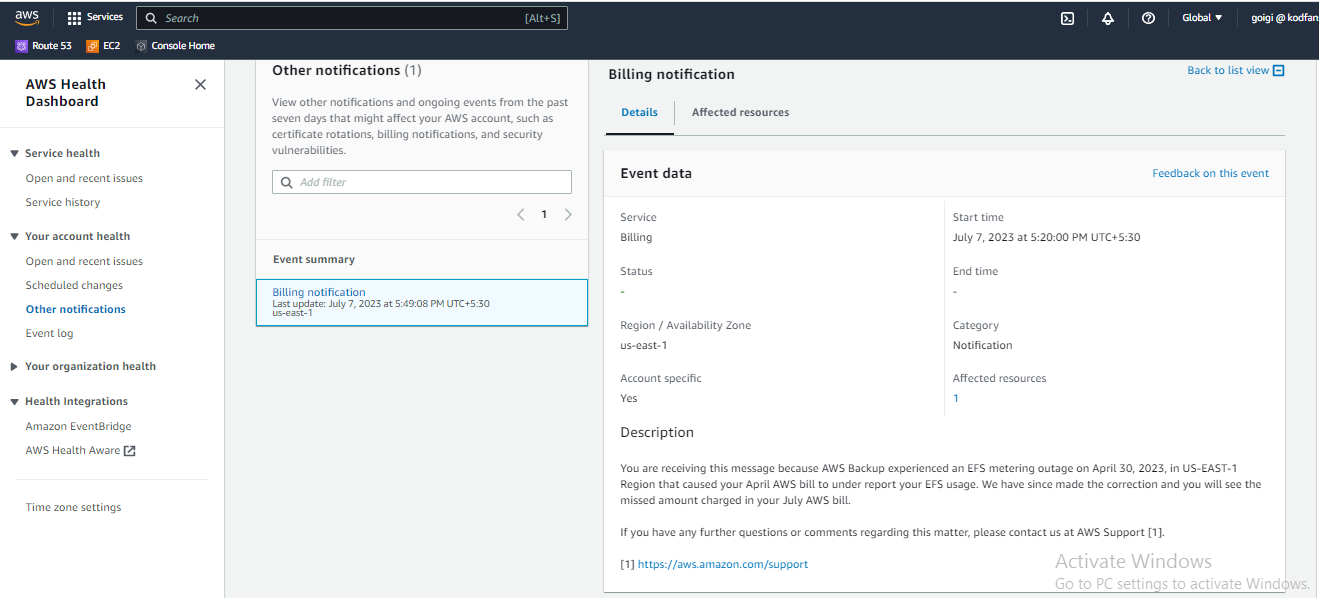 aws
Services
Search
[Alt+S]
Global
goigi @ kodfan
Route 53
EC2
Console Home
AWS Health
Dashboard
Service health
Open and recent issues
Service history
Your account health
Open and recent issues
Scheduled changes
Other notifications
Event log
Your organization health
Health Integrations
Amazon EventBridge
AWS Health Aware
Time zone settings
Other notifications (1)
View other notifications and ongoing events from the past
seven days that might affect your AWS account, such as
certificate rotations, billing notifications, and security
vulnerabilities.
Add filter
1
Event summary
Billing notification
Last update: July 7, 2023 at 5:49:08 PM UTC+5:30
us-east-1
Billing notification
Back to list view
Details
Affected resources
Event data
Feedback on this event
Service
Billing
Start time
July 7, 2023 at 5:20:00 PM UTC+5:30
Status
-
End time
-
Region / Availability Zone
us-east-1
Category
Notification
Account specific
Yes
Affected resources
1
Description
You are receiving this message because AWS Backup experienced an EFS metering outage on April 30, 2023, in US-EAST-1
Region that caused your April AWS bill to under report your EFS usage. We have since made the correction and you will see the
missed amount charged in your July AWS bill.
If you have any further questions or comments regarding this matter, please contact us at AWS Support [1].
[1] https://aws.amazon.com/support
Activate Windows
Go to PC settings to activate Windows.